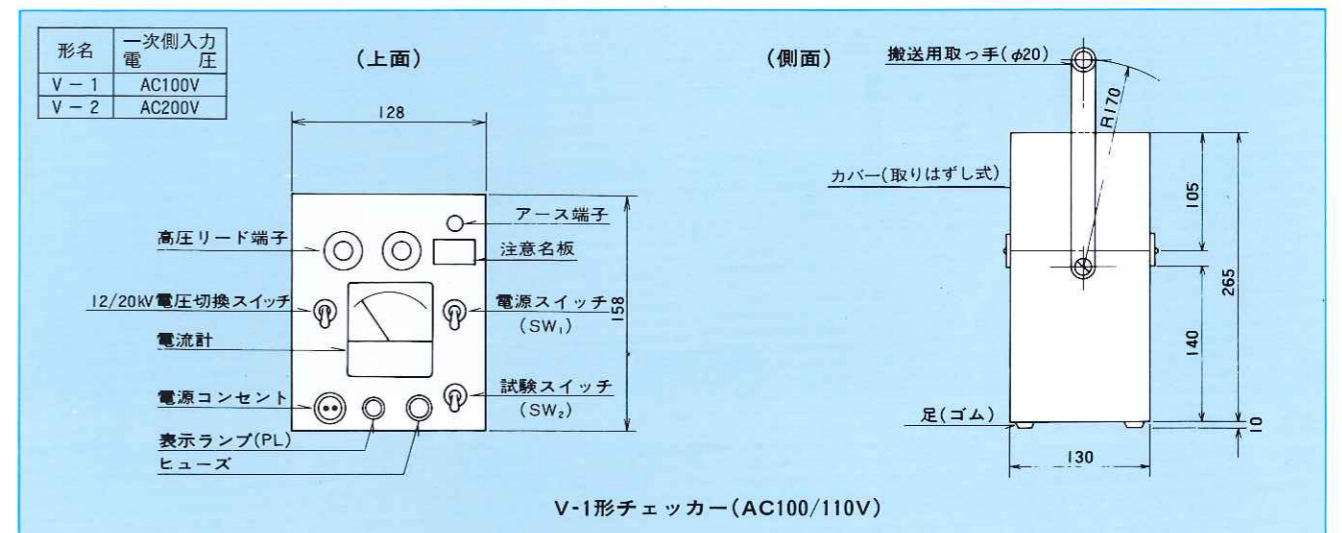 形名 一次側入力電圧
V－1 AC100V
V－2 AC200V
(上面)
128
158
アース端子
高圧リード端子
注意名板
12/20kV電圧切換スイッチ
電源スイッチ
(SW₁)
電流計
電源コンセント
試験スイッチ
(SW₂)
表示ランプ(PL)
ヒューズ
(側面)
搬送用取っ手(φ20)
R170
カバー(取りはずし式)
105
265
140
足(ゴム)
10
130
V-1形チェッカー(AC100/110V)